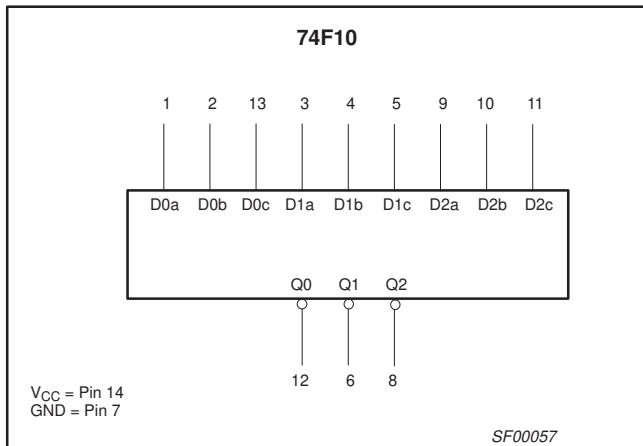 74F10
1 2 13 3 4 5 9 10 11
D0a D0b D0c D1a D1b D1c D2a D2b D2c
Q0 Q1 Q2
12 6 8
VCC = Pin 14
GND = Pin 7
SF00057